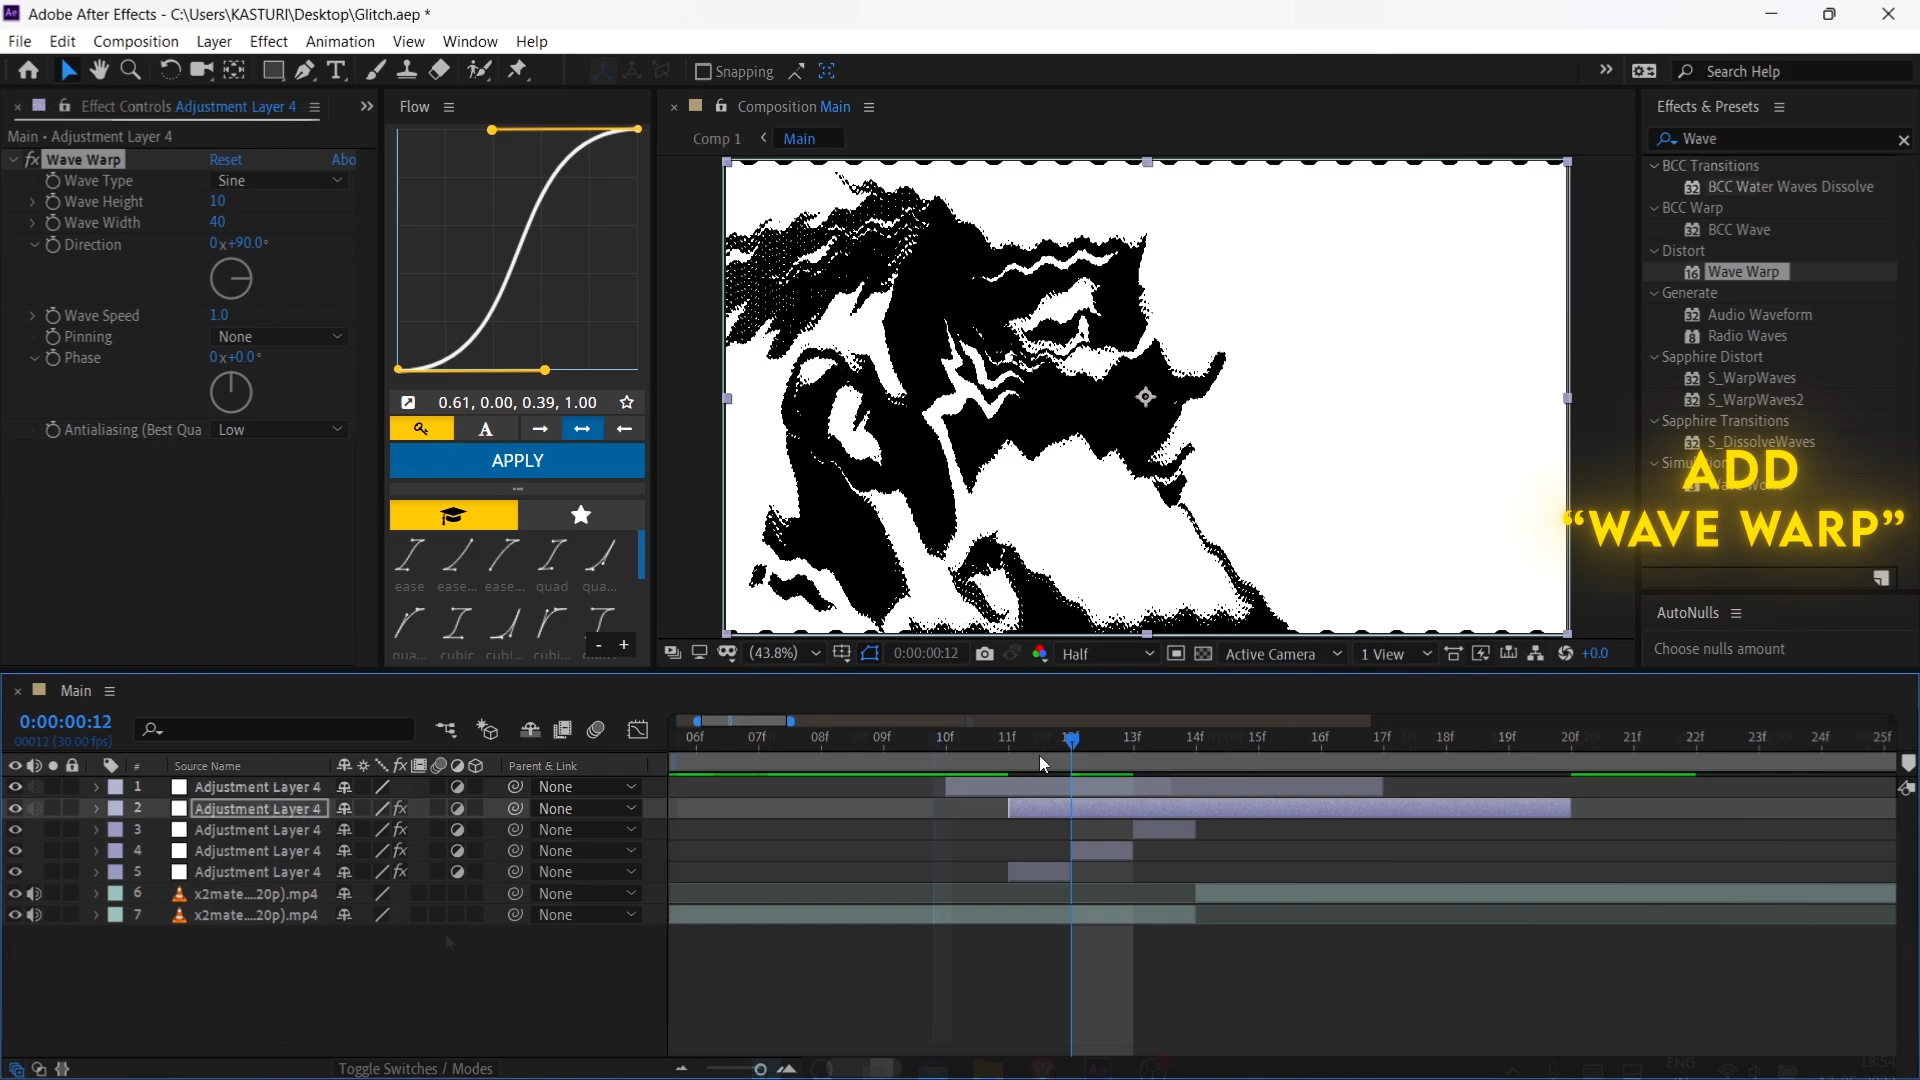 Adobe After Effects - C:\Users\KASTURI\Desktop\Glitch.aep *
File Edit Composition Layer Effect Animation View Window Help
Snapping
Search Help
Effect Controls Adjustment Layer 4
Main • Adjustment Layer 4
fx Wave Warp Reset Abo
Wave Type Sine
Wave Height 10
Wave Width 40
Direction 0x+90.0°
Wave Speed 1.0
Pinning None
Phase 0x+0.0°
Antialiasing (Best Qua Low
Flow
0.61, 0.00, 0.39, 1.00
APPLY
ease ease... ease... quad qua...
qua... cubic cubi... cubi...
- +
Composition Main
Comp 1 < Main
(43.8%) 0:00:00:12 Half Active Camera 1 View +0.0
Effects & Presets
Wave
BCC Transitions
BCC Water Waves Dissolve
BCC Warp
BCC Wave
Distort
Wave Warp
Generate
Audio Waveform
Radio Waves
Sapphire Distort
S_WarpWaves
S_WarpWaves2
Sapphire Transitions
S_DissolveWaves
ADD
“WAVE WARP”
AutoNulls
Choose nulls amount
Main
0:00:00:12
00012 (30.00 fps)
06f 07f 08f 09f 10f 11f 12f 13f 14f 15f 16f 17f 18f 19f 20f 21f 22f 23f 24f 25f
# Source Name Parent & Link
1 Adjustment Layer 4 None
2 Adjustment Layer 4 fx None
3 Adjustment Layer 4 fx None
4 Adjustment Layer 4 fx None
5 Adjustment Layer 4 fx None
6 x2mate....20p).mp4 None
7 x2mate....20p).mp4 None
Toggle Switches / Modes
ENG